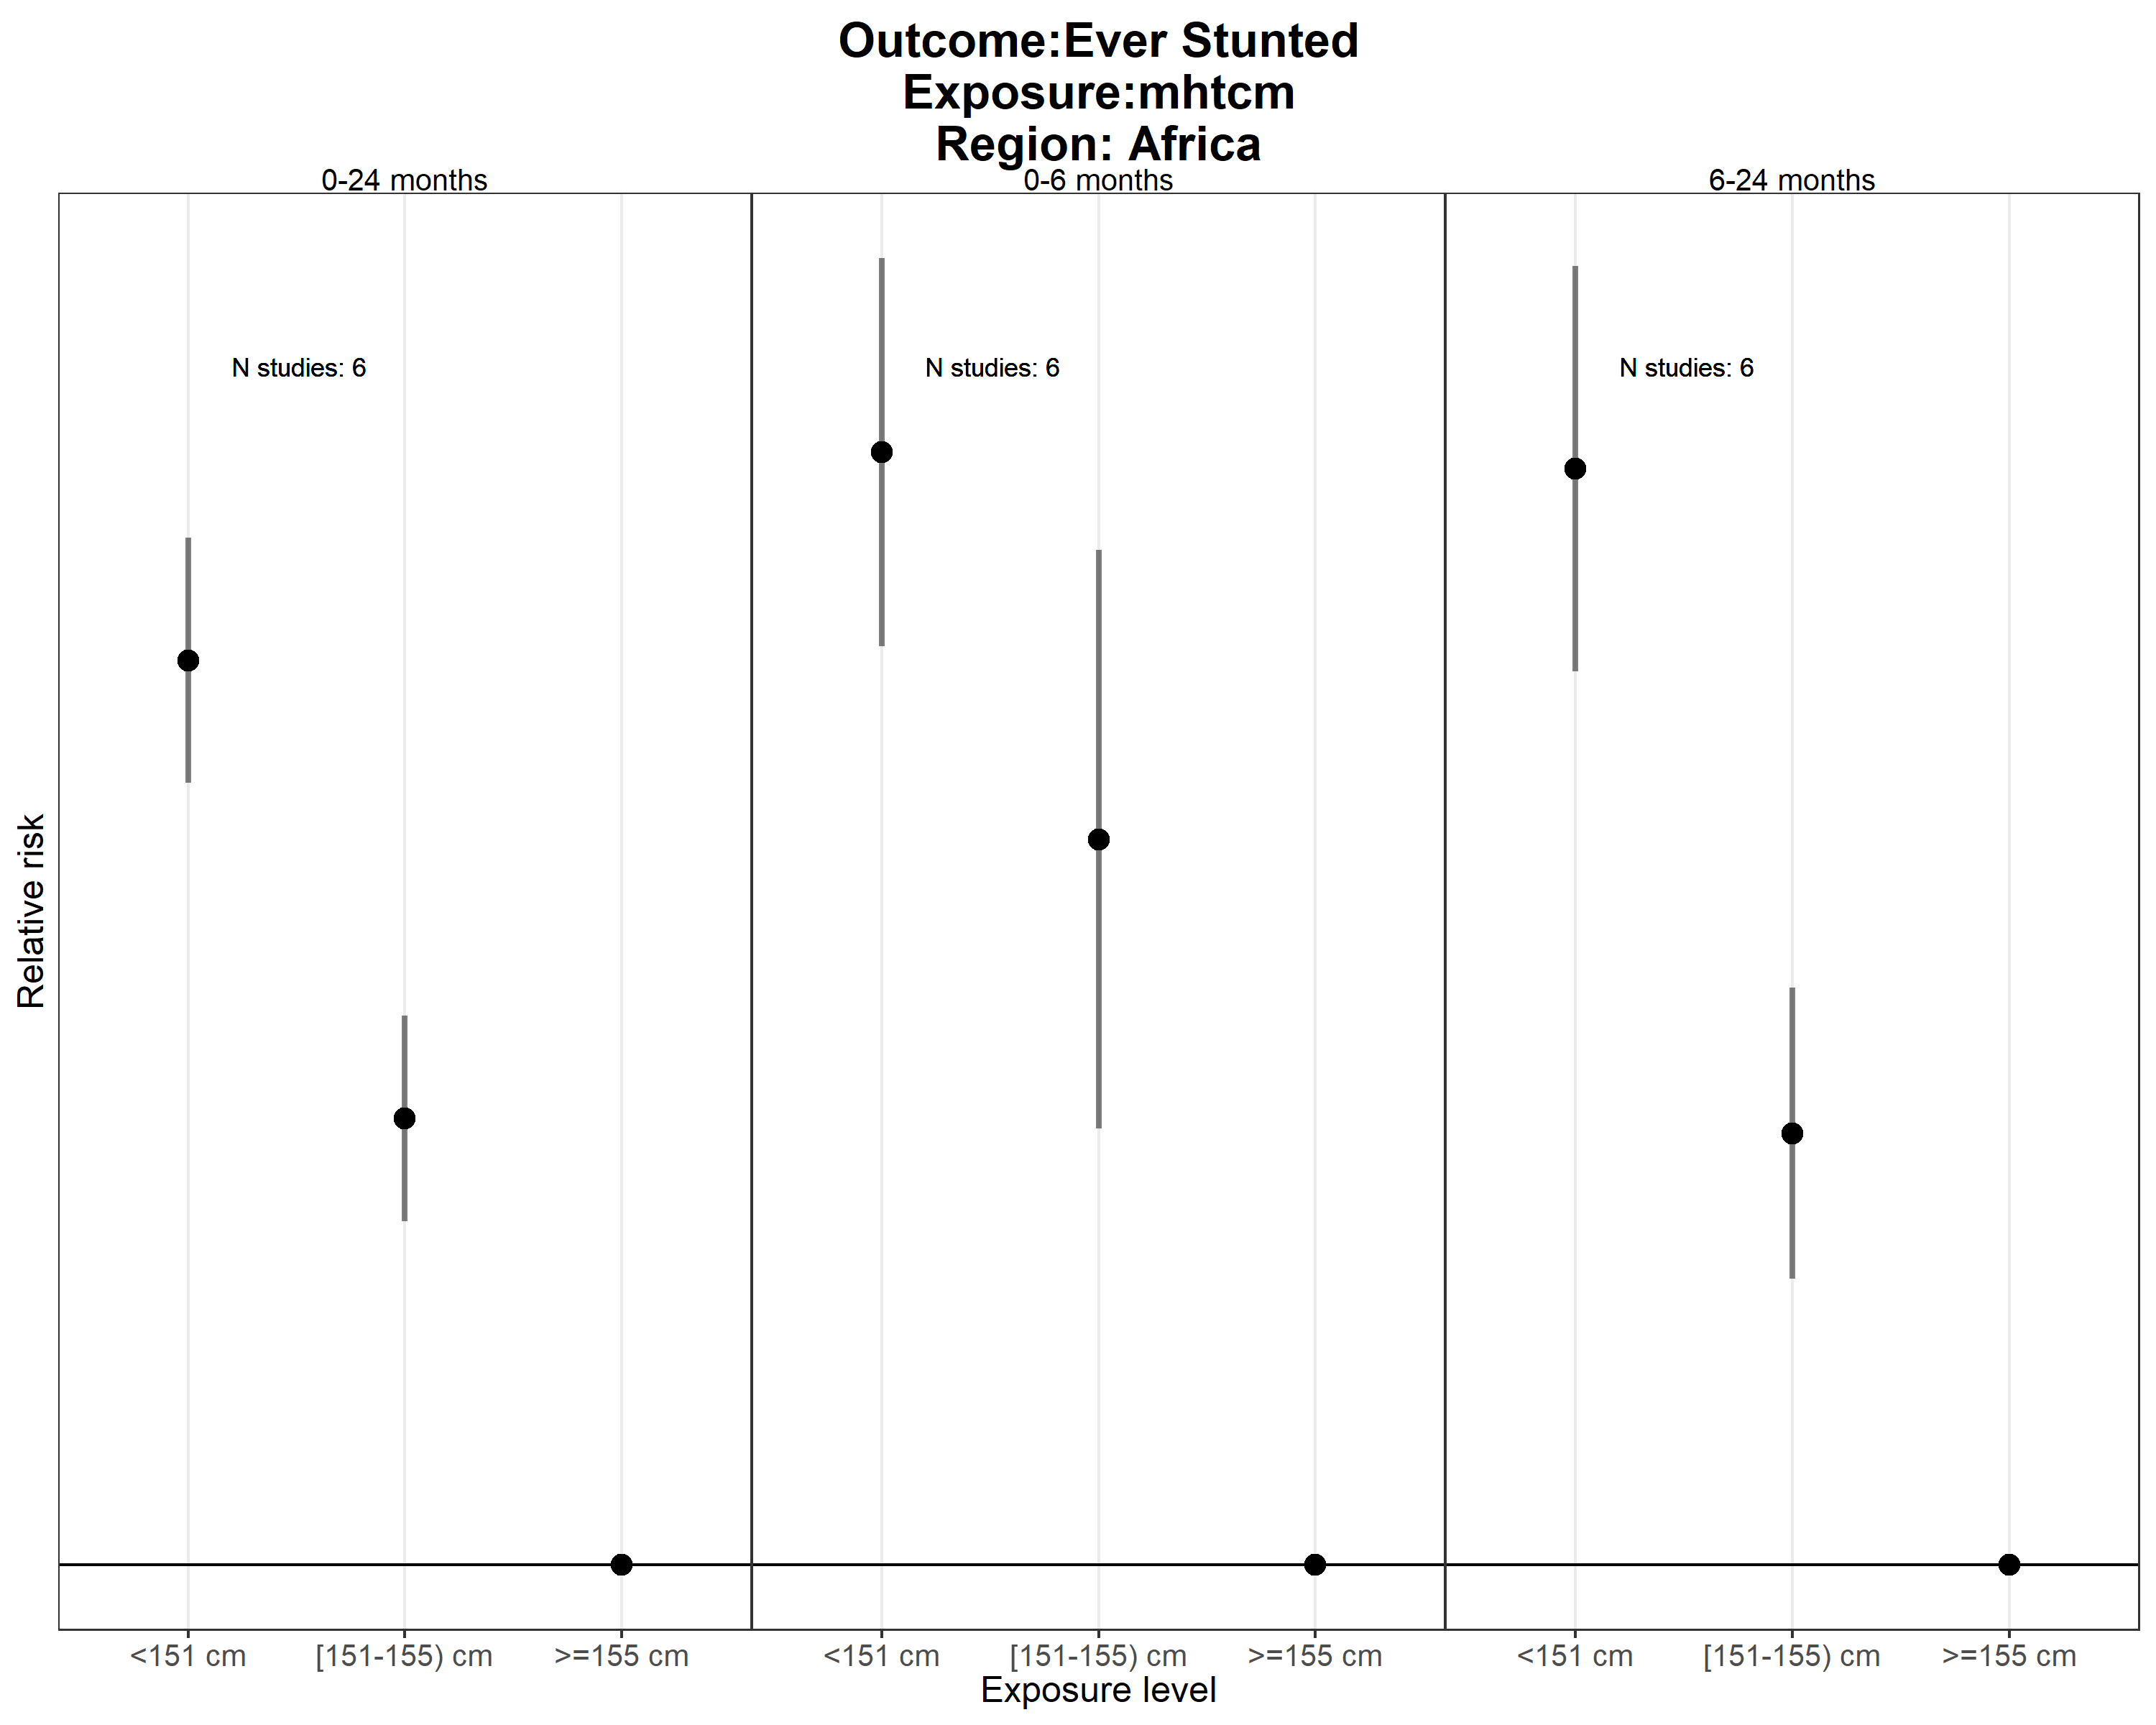 Outcome:Ever Stunted
Exposure:mhtcm
Region: Africa
0-24 months
0-6 months
6-24 months
N studies: 6
N studies: 6
N studies: 6
Relative risk
<151 cm
[151-155) cm
>=155 cm
<151 cm
[151-155) cm
>=155 cm
<151 cm
[151-155) cm
>=155 cm
Exposure level